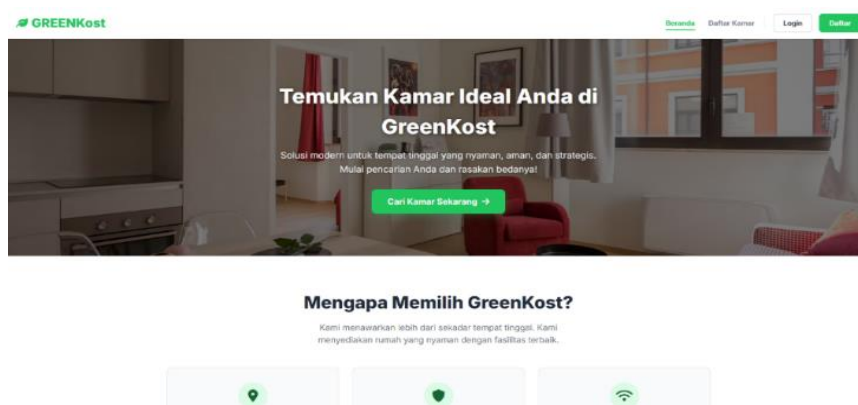 GREENKost
Beranda Daftar Kamar Login Daftar
Temukan Kamar Ideal Anda di
GreenKost
Solusi modern untuk tempat tinggal yang nyaman, aman, dan strategis.
Mulai pencarian Anda dan rasakan bedanya!
Cari Kamar Sekarang →
Mengapa Memilih GreenKost?
Kami menawarkan lebih dari sekadar tempat tinggal. Kami
menyediakan rumah yang nyaman dengan fasilitas terbaik.